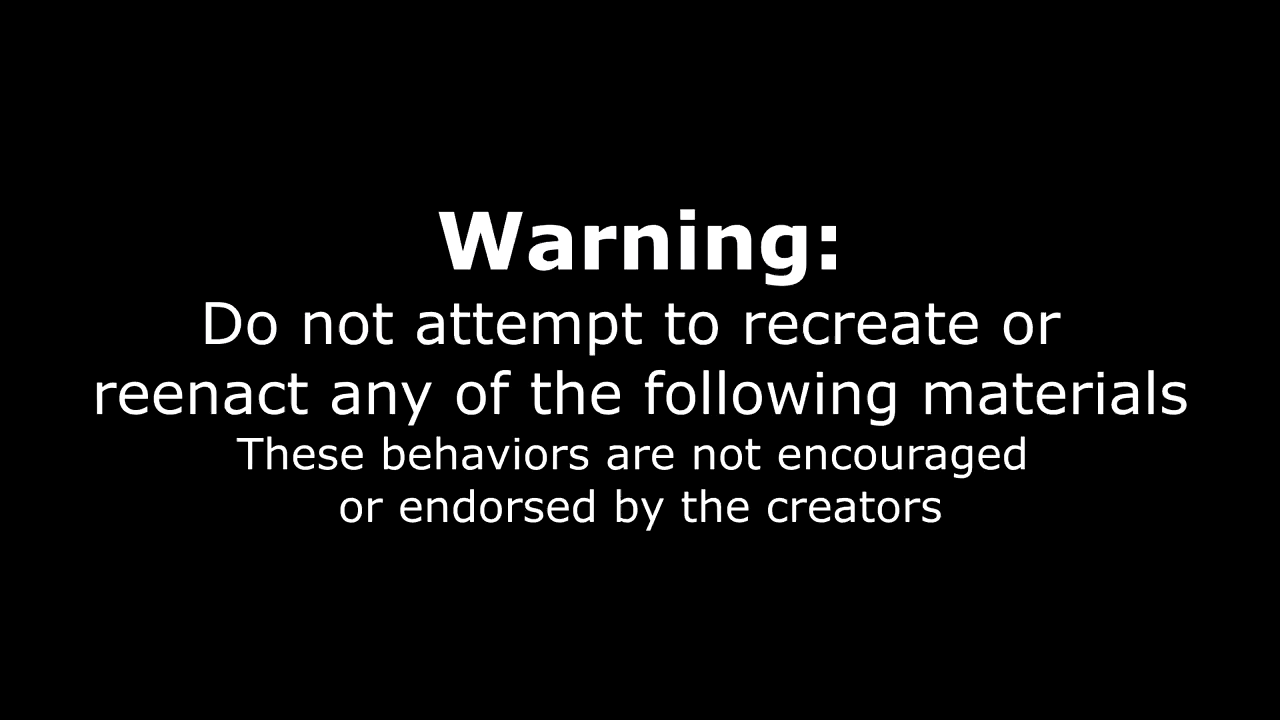 Warning:
Do not attempt to recreate or
reenact any of the following materials
These behaviors are not encouraged
or endorsed by the creators